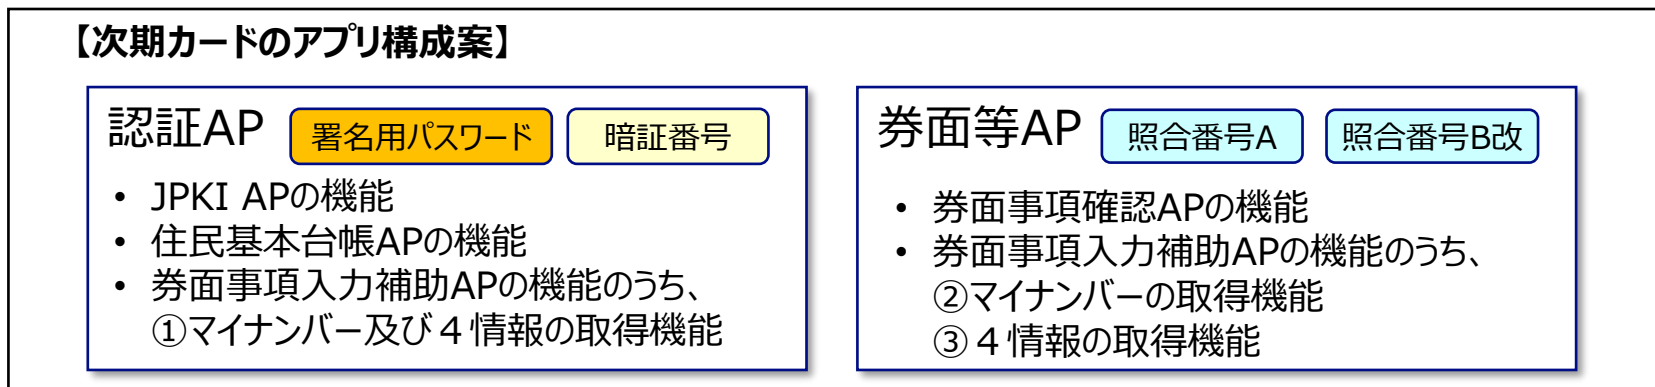 【次期カードのアプリ構成案】
認証AP 署名用パスワード 暗証番号
• JPKI APの機能
• 住民基本台帳APの機能
• 券面事項入力補助APの機能のうち、
①マイナンバー及び４情報の取得機能
券面等AP 照合番号A 照合番号B改
• 券面事項確認APの機能
• 券面事項入力補助APの機能のうち、
②マイナンバーの取得機能
③４情報の取得機能